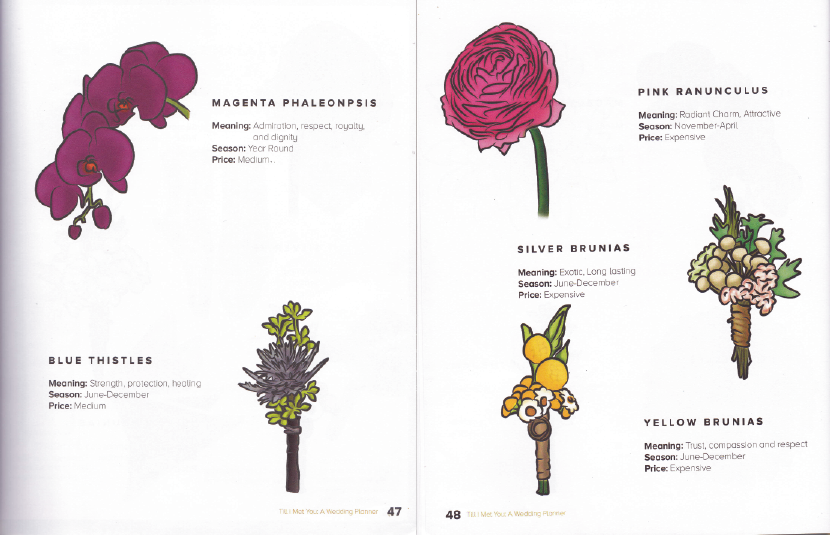 MAGENTA PHALEONPSIS
Meaning: Admiration, respect, royalty,
and dignity
Season: Year Round
Price: Medium.
BLUE THISTLES
Meaning: Strength, protection, healing
Season: June-December
Price: Medium
Till I Met You: A Wedding Planner 47
PINK RANUNCULUS
Meaning: Radiant Charm, Attractive
Season: November-April
Price: Expensive
SILVER BRUNIAS
Meaning: Exotic, Long lasting
Season: June-December
Price: Expensive
YELLOW BRUNIAS
Meaning: Trust, compassion and respect
Season: June-December
Price: Expensive
48 Till I Met You: A Wedding Planner